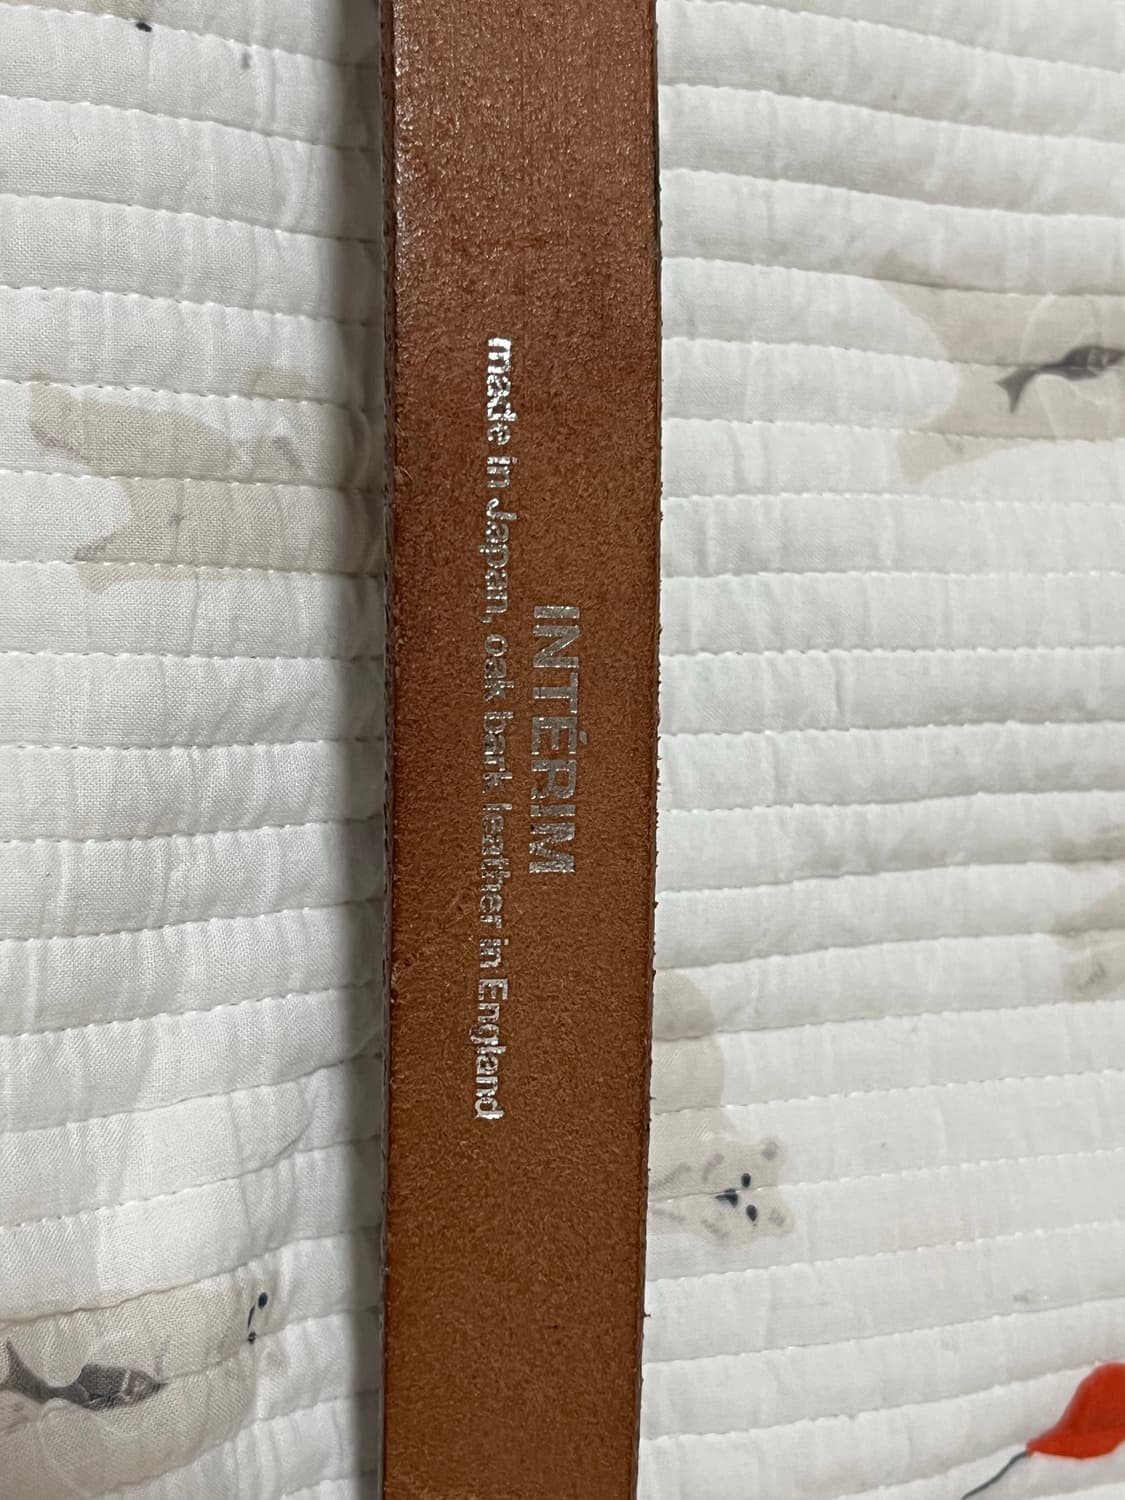 INTÉRIM
made in Japan, oak bark leather in England